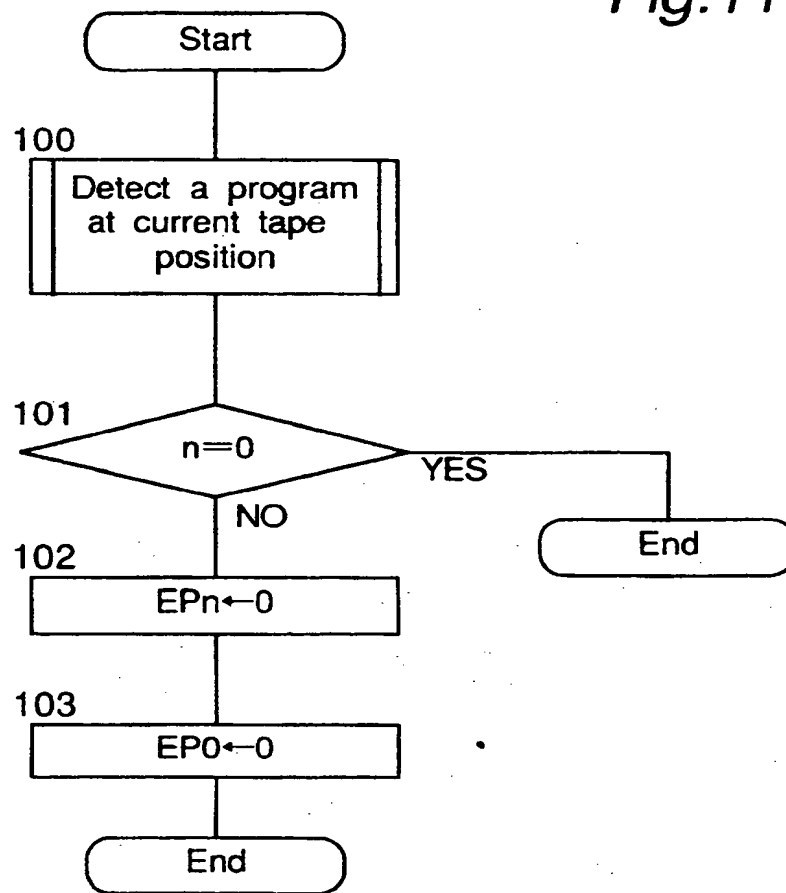 Fig. 11
Start
100
Detect a program
at current tape
position
101
n=0
YES
NO
End
102
EPn←0
103
EP0←0
End